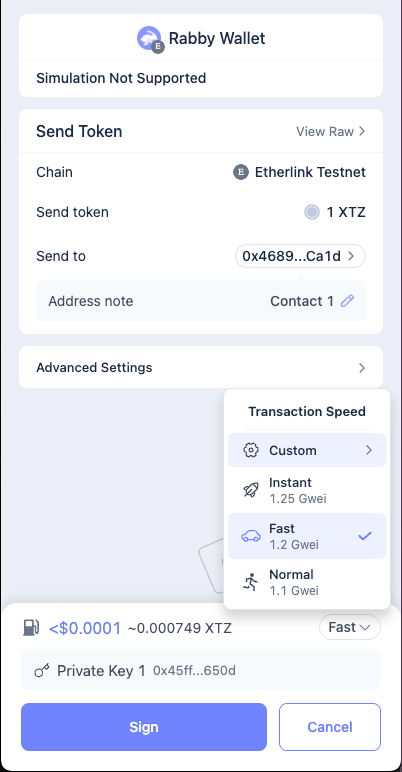 Rabby Wallet
E
Simulation Not Supported
Send Token View Raw
Chain E Etherlink Testnet
Send token 1 XTZ
Send to 0x4689...Ca1d
Address note Contact 1
Advanced Settings
Transaction Speed
Custom
Instant
1.25 Gwei
Fast
1.2 Gwei
Normal
1.1 Gwei
<$0.0001 ~0.000749 XTZ Fast
Private Key 1 0x45ff...650d
Sign Cancel